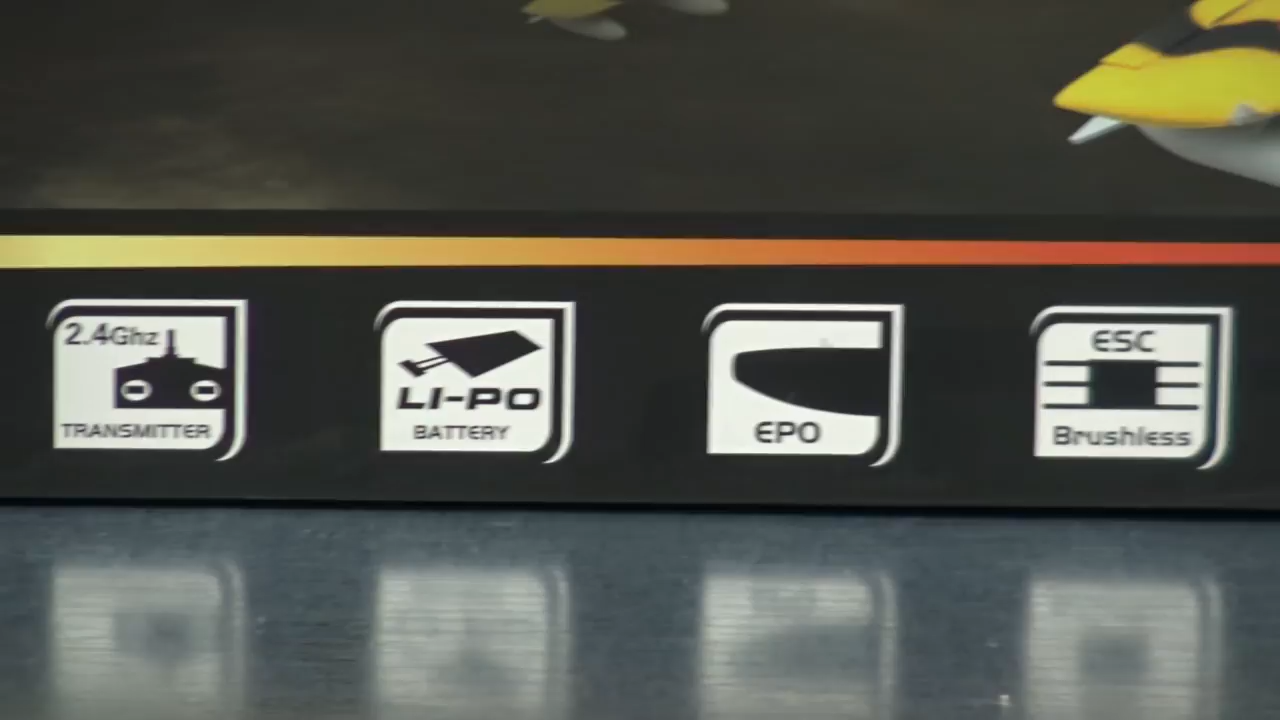 2.4Ghz
TRANSMITTER
LI-PO
BATTERY
EPO
ESC
Brushless